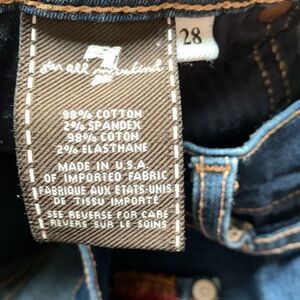 7
for all mankind
28
98% COTTON
2% SPANDEX
98% COTON
2% ELASTHANE
MADE IN U.S.A.
OF IMPORTED FABRIC
FABRIQUE AUX ETATS-UNIS
DE TISSU IMPORTÉ
SEE REVERSE FOR CARE
REVERS SUR LE SOINS